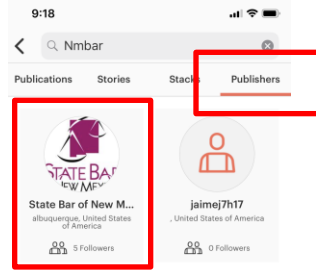 9:18
Nmbar
Publications Stories Stacks Publishers
STATE BAR
NEW MEX
State Bar of New M...
albuquerque, United States
of America
5 Followers
jaimej7h17
, United States of America
0 Followers